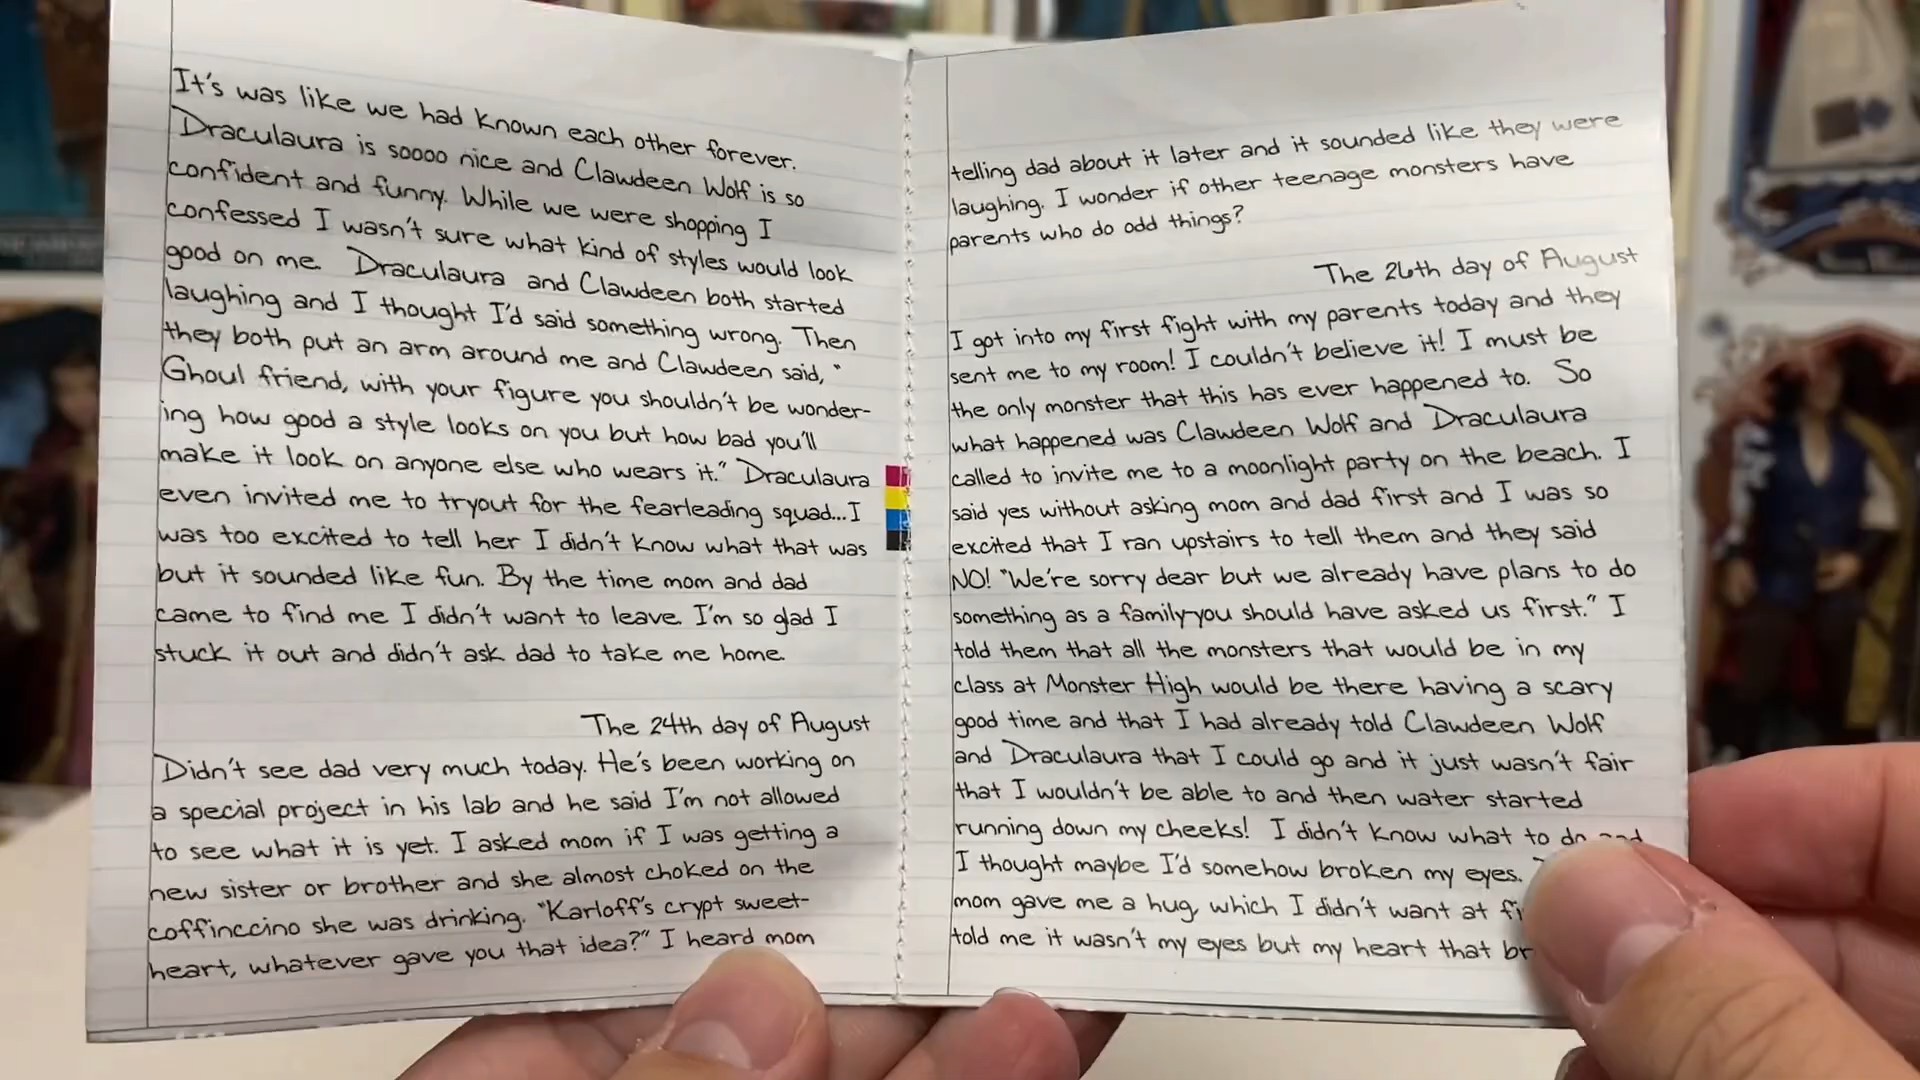 It's was like we had known each other forever.
Draculaura is soooo nice and Clawdeen Wolf is so
confident and funny. While we were shopping I
confessed I wasn't sure what kind of styles would look
good on me. Draculaura and Clawdeen both started
laughing and I thought I'd said something wrong. Then
they both put an arm around me and Clawdeen said, "
Ghoul friend, with your figure you shouldn't be wonder-
ing how good a style looks on you but how bad you'll
make it look on anyone else who wears it." Draculaura
even invited me to tryout for the fearleading squad...I
was too excited to tell her I didn't know what that was
but it sounded like fun. By the time mom and dad
came to find me I didn't want to leave. I'm so glad I
stuck it out and didn't ask dad to take me home.
The 24th day of August
Didn't see dad very much today. He's been working on
a special project in his lab and he said I'm not allowed
to see what it is yet. I asked mom if I was getting a
new sister or brother and she almost choked on the
coffinccino she was drinking. "Karloff's crypt sweet-
heart, whatever gave you that idea?" I heard mom
telling dad about it later and it sounded like they were
laughing. I wonder if other teenage monsters have
parents who do odd things?
The 26th day of August
I got into my first fight with my parents today and they
sent me to my room! I couldn't believe it! I must be
the only monster that this has ever happened to. So
what happened was Clawdeen Wolf and Draculaura
called to invite me to a moonlight party on the beach. I
said yes without asking mom and dad first and I was so
excited that I ran upstairs to tell them and they said
NO! "We're sorry dear but we already have plans to do
something as a family-you should have asked us first." I
told them that all the monsters that would be in my
class at Monster High would be there having a scary
good time and that I had already told Clawdeen Wolf
and Draculaura that I could go and it just wasn't fair
that I wouldn't be able to and then water started
running down my cheeks! I didn't know what to do and
I thought maybe I'd somehow broken my eyes.
mom gave me a hug, which I didn't want at
told me it wasn't my eyes but my heart that